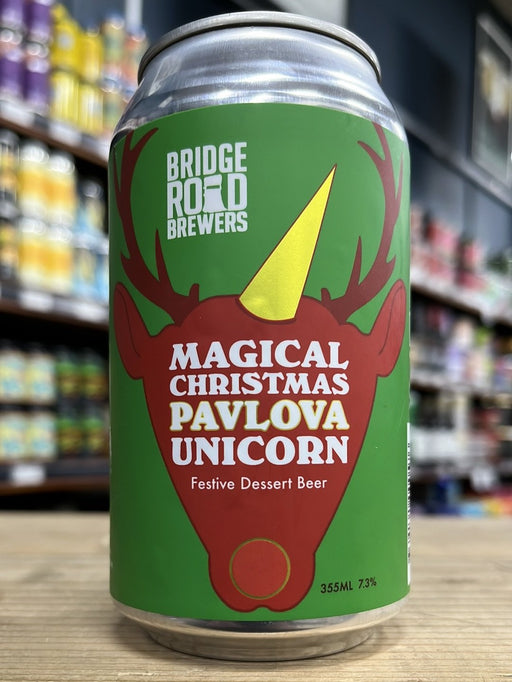 BRIDGE
ROAD
BREWERS
MAGICAL
CHRISTMAS
PAVLOVA
UNICORN
Festive Dessert Beer
355ML 7.3%